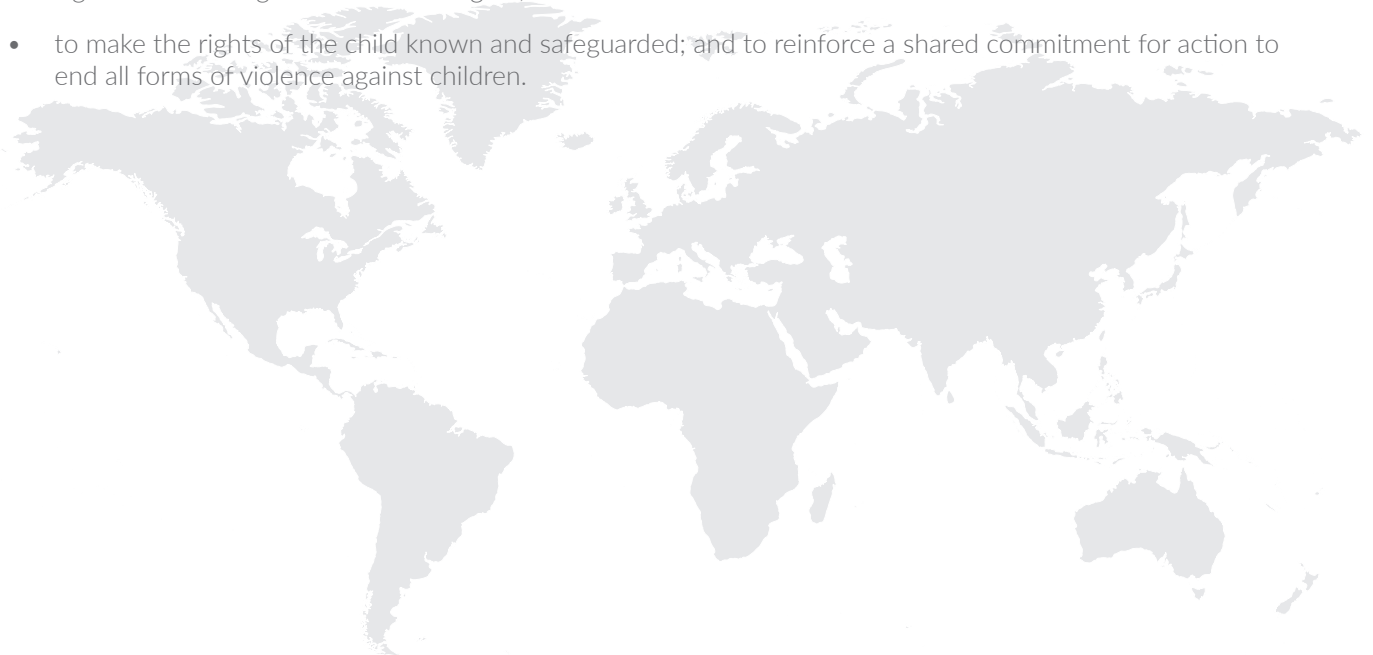 • to make the rights of the child known and safeguarded; and to reinforce a shared commitment for action to
end all forms of violence against children.